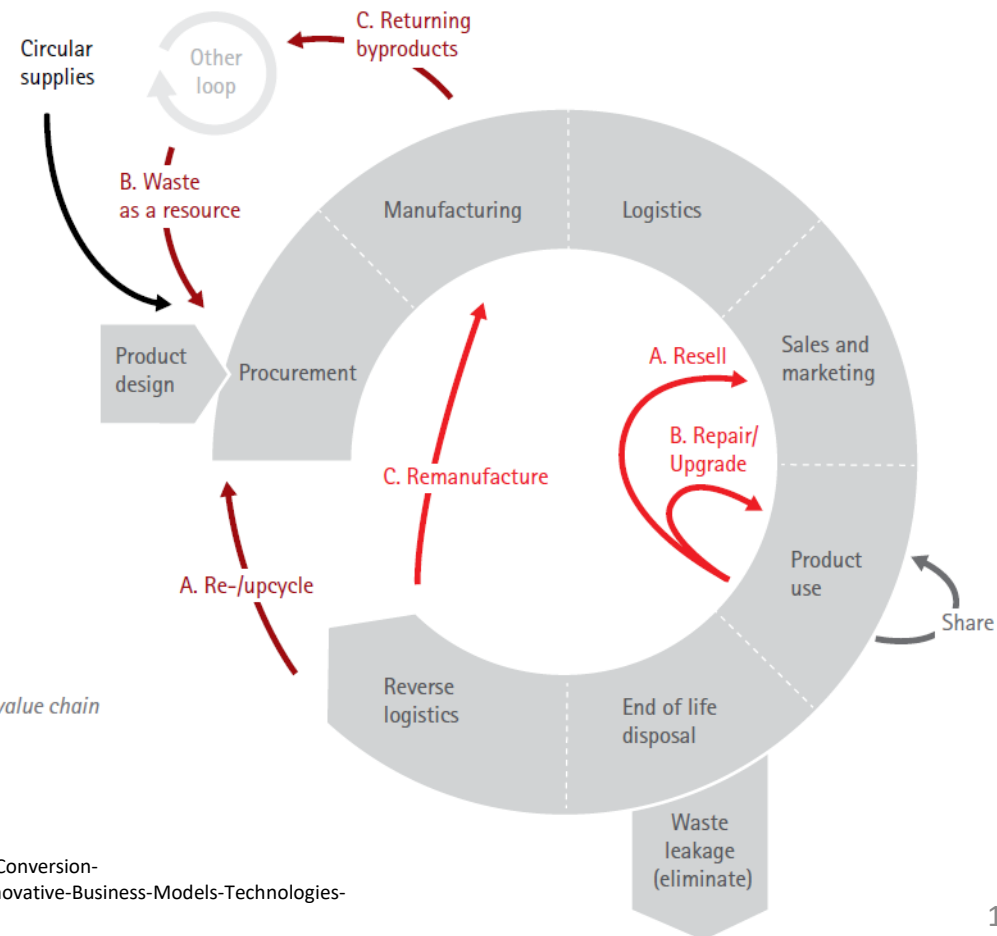 C. Returning
byproducts
Circular
supplies
Other
loop
B. Waste
as a resource
Manufacturing
Logistics
Product
design
Procurement
Sales and
marketing
A. Resell
B. Repair/
Upgrade
C. Remanufacture
Product
use
Share
A. Re-/upcycle
Reverse
logistics
End of life
disposal
value chain
Waste
leakage
(eliminate)
Conversion-
novative-Business-Models-Technologies-
1